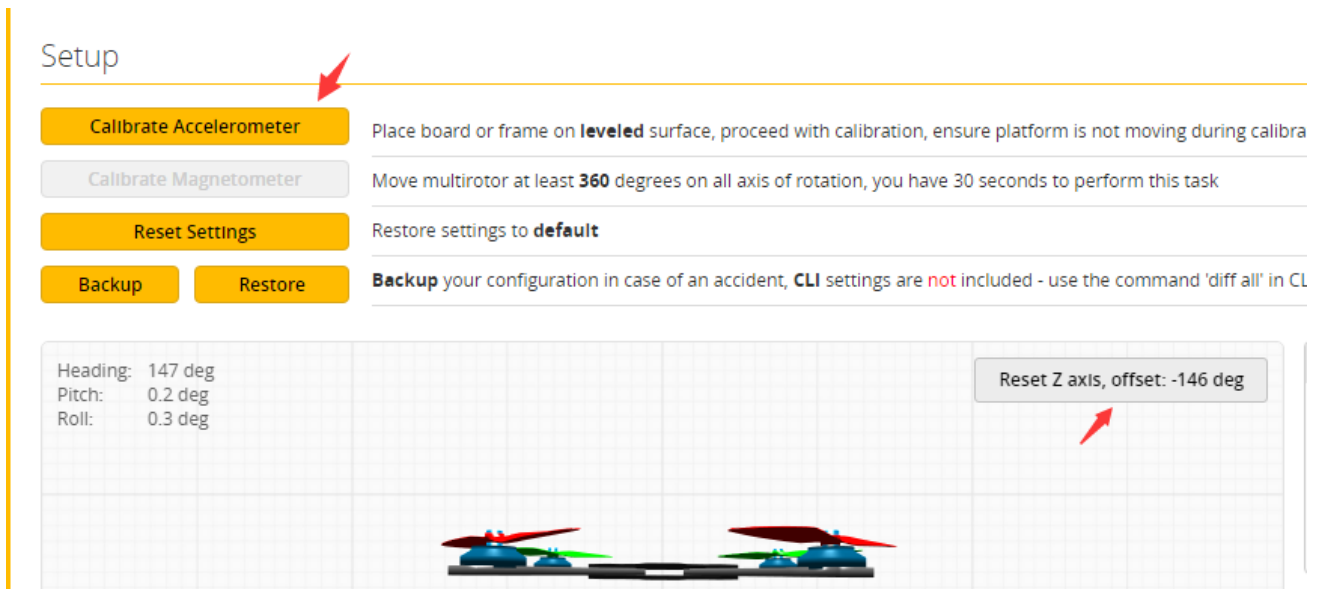 Setup
Calibrate Accelerometer
Place board or frame on leveled surface, proceed with calibration, ensure platform is not moving during calibra
Calibrate Magnetometer
Move multirotor at least 360 degrees on all axis of rotation, you have 30 seconds to perform this task
Reset Settings
Restore settings to default
Backup Restore
Backup your configuration in case of an accident, CLI settings are not included - use the command 'diff all' in CL
Heading: 147 deg
Reset Z axis, offset: -146 deg
Pitch: 0.2 deg
Roll: 0.3 deg